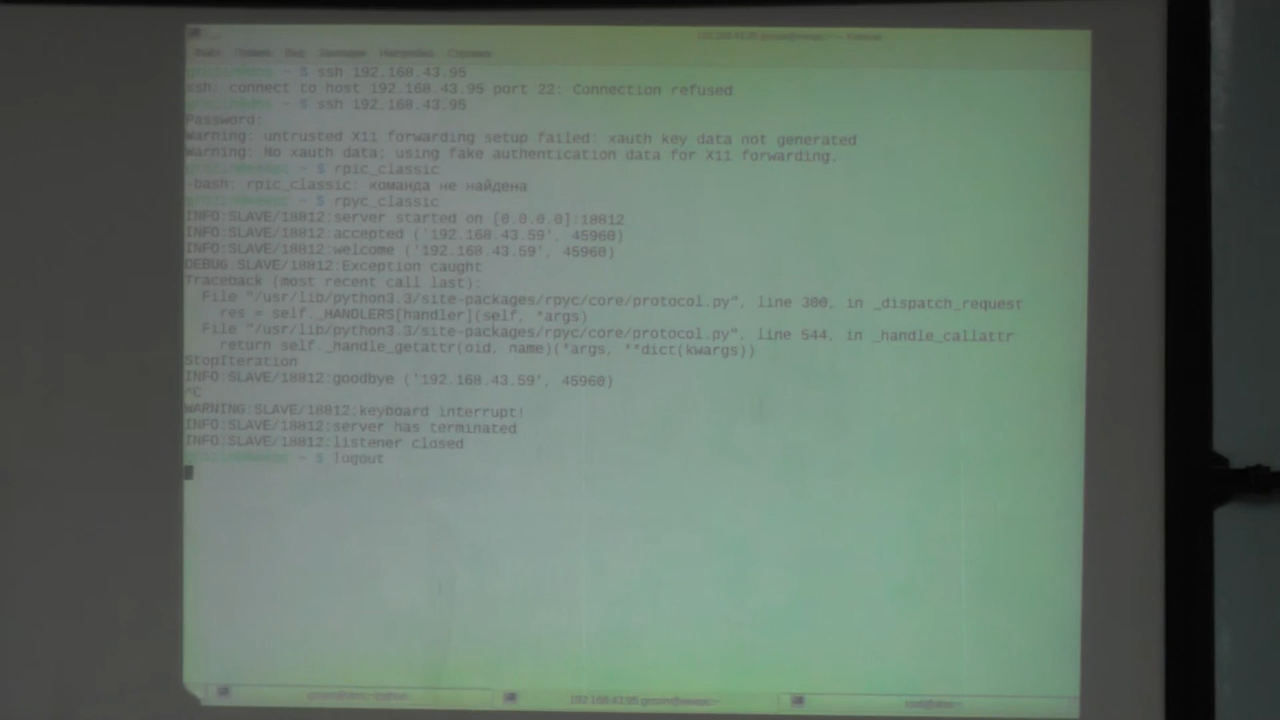 Файл Правка Вид Закладки Настройка Справка
~ $ ssh 192.168.43.95
ssh: connect to host 192.168.43.95 port 22: Connection refused
~ $ ssh 192.168.43.95
Password:
Warning: untrusted X11 forwarding setup failed: xauth key data not generated
Warning: No xauth data; using fake authentication data for X11 forwarding.
~ $ rpic_classic
-bash: rpic_classic: команда не найдена
~ $ rpyc_classic
INFO:SLAVE/18812:server started on [0.0.0.0]:18812
INFO:SLAVE/18812:accepted ('192.168.43.59', 45960)
INFO:SLAVE/18812:welcome ('192.168.43.59', 45960)
DEBUG:SLAVE/18812:Exception caught
Traceback (most recent call last):
File "/usr/lib/python3.3/site-packages/rpyc/core/protocol.py", line 300, in _dispatch_request
res = self._HANDLERS[handler](self, *args)
File "/usr/lib/python3.3/site-packages/rpyc/core/protocol.py", line 544, in _handle_callattr
return self._handle_getattr(oid, name)(*args, **dict(kwargs))
StopIteration
INFO:SLAVE/18812:goodbye ('192.168.43.59', 45960)
^C
WARNING:SLAVE/18812:keyboard interrupt!
INFO:SLAVE/18812:server has terminated
INFO:SLAVE/18812:listener closed
~ $ logout